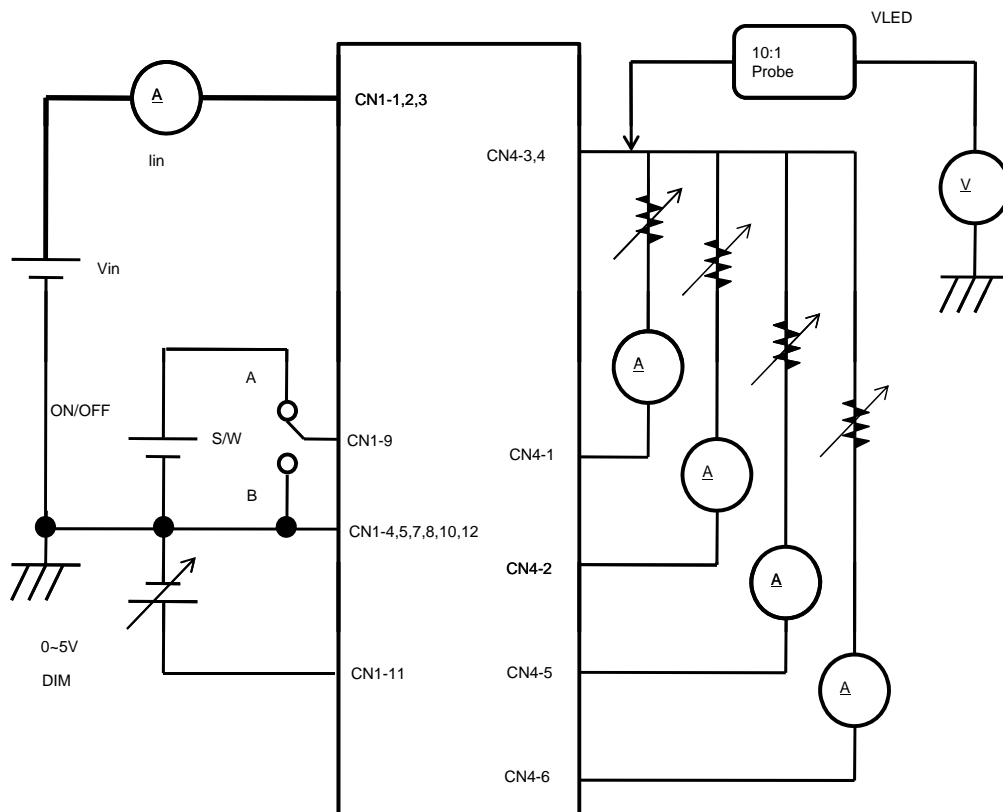 VLED
10:1
Probe
A
CN1-1,2,3
Iin
CN4-3,4
V
Vin
A
A
ON/OFF
S/W
CN1-9
CN4-1
A
B
CN1-4,5,7,8,10,12
CN4-2
A
0~5V
DIM
CN1-11
CN4-5
A
CN4-6